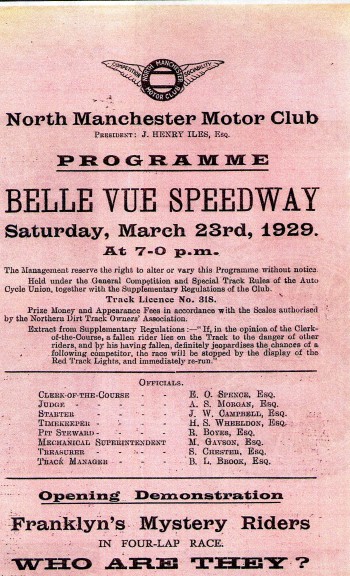 COMPETITION SOCIABILITY
NORTH MANCHESTER
MOTOR CLUB
North Manchester Motor Club
PRESIDENT: J. HENRY ILES, ESQ.
PROGRAMME
BELLE VUE SPEEDWAY
Saturday, March 23rd, 1929.
At 7-0 p.m.
The Management reserve the right to alter or vary this Programme without notice.
Held under the General Competition and Special Track Rules of the Auto
Cycle Union, together with the Supplementary Regulations of the Club.
Track Licence No. 318.
Prize Money and Appearance Fees in accordance with the Scales authorised
by the Northern Dirt Track Owners' Association.
Extract from Supplementary Regulations :—" If, in the opinion of the Clerk-
of-the-Course, a fallen rider lies on the Track to the danger of other
riders, and by his having fallen, definitely jeopardises the chances of a
following competitor, the race will be stopped by the display of the
Red Track Lights, and immediately re-run."
OFFICIALS.
CLERK-OF-THE-COURSE - - E. O. SPENCE, ESQ.
JUDGE - - - - A. S. MORGAN, ESQ.
STARTER - - - - J. W. CAMPBELL, ESQ.
TIMEKEEPER - - - H. S. WHEELDON, ESQ.
PIT STEWARD - - - R. BOYES, ESQ.
MECHANICAL SUPERINTENDENT M. GAVSON, ESQ.
TREASURER - - - S. CHESTER, ESQ.
TRACK MANAGER - - - B. L. BROOK, ESQ.
Opening Demonstration
Franklyn's Mystery Riders
IN FOUR-LAP RACE.
WHO ARE THEY ?